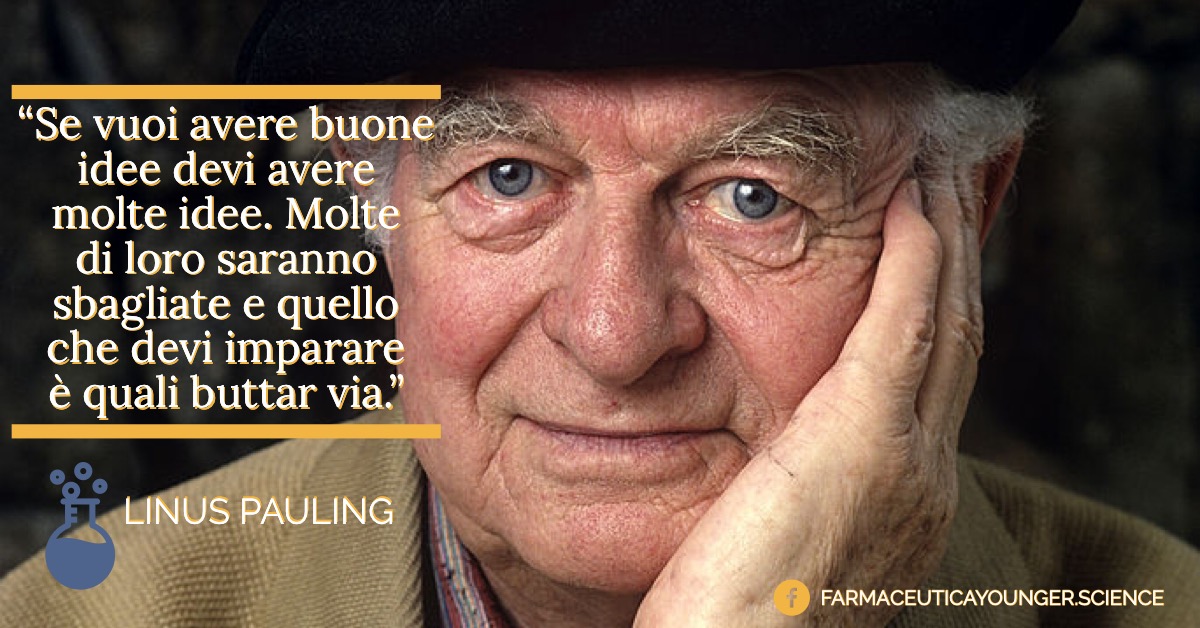 “Se vuoi avere buone
idee devi avere
molte idee. Molte
di loro saranno
sbagliate e quello
che devi imparare
è quali buttar via.”
LINUS PAULING
FARMACEUTICAYOUNGER.SCIENCE